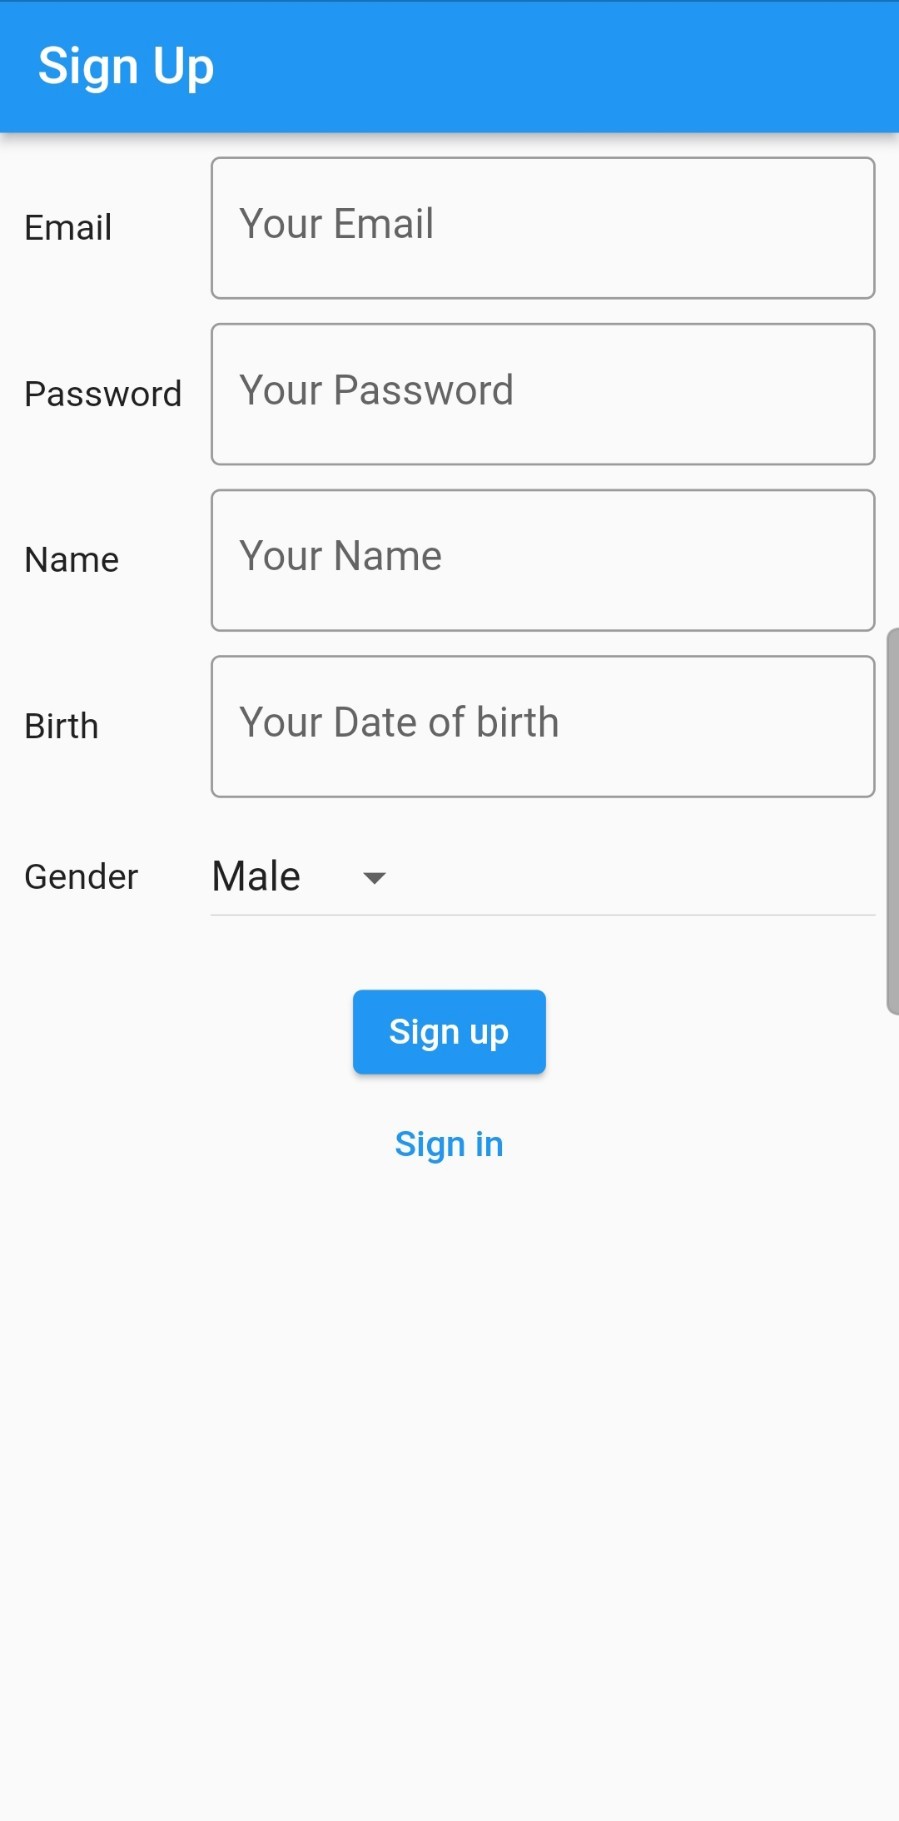 Sign Up
Email
Your Email
Password
Your Password
Name
Your Name
Birth
Your Date of birth
Gender
Male
Sign up
Sign in